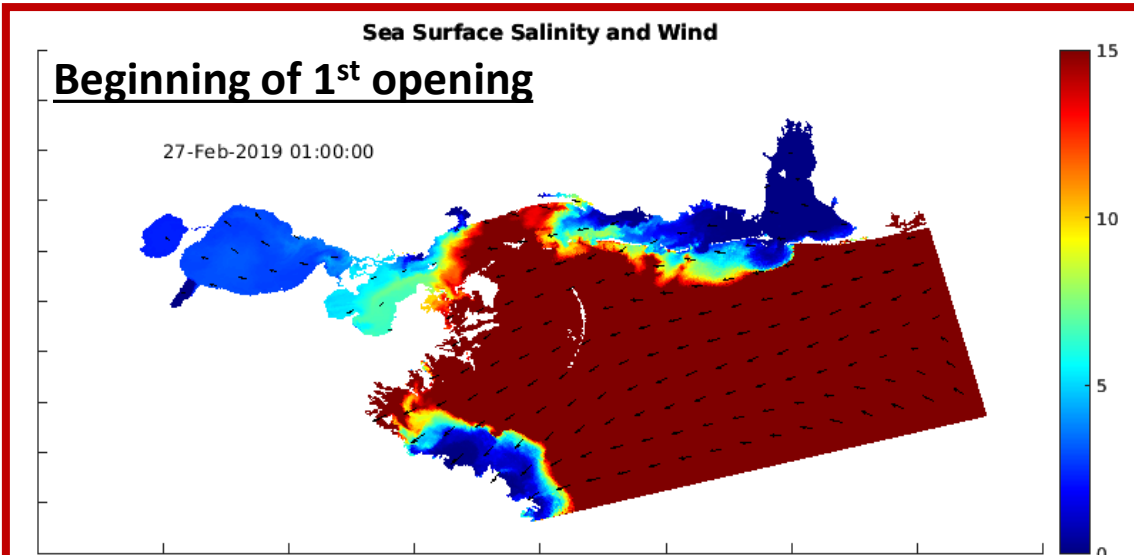 Sea Surface Salinity and Wind
Beginning of 1st opening
27-Feb-2019 01:00:00
15
10
5
0